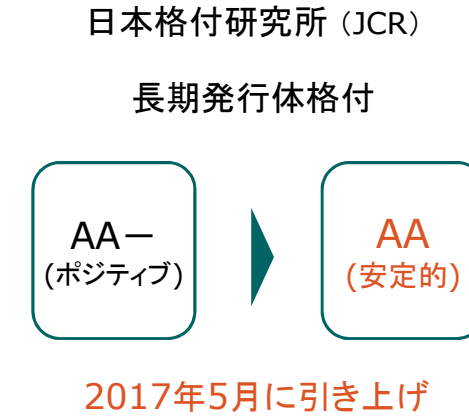 日本格付研究所（JCR）
長期発行体格付
AA－
(ポジティブ)
AA
(安定的)
2017年5月に引き上げ